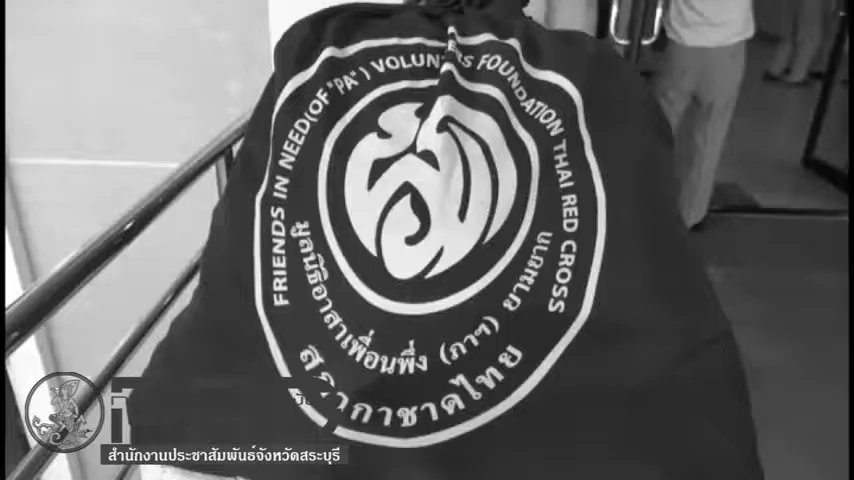 FRIENDS IN NEED(OF "PA") VOLUN RS FOUNDATION THAI RED CROSS
มูลนิธิอาสาเพื่อนพึ่ง (ภาฯ) ยามยาก
สภากาชาดไทย
สำนักงานประชาสัมพันธ์จังหวัดสระบุรี